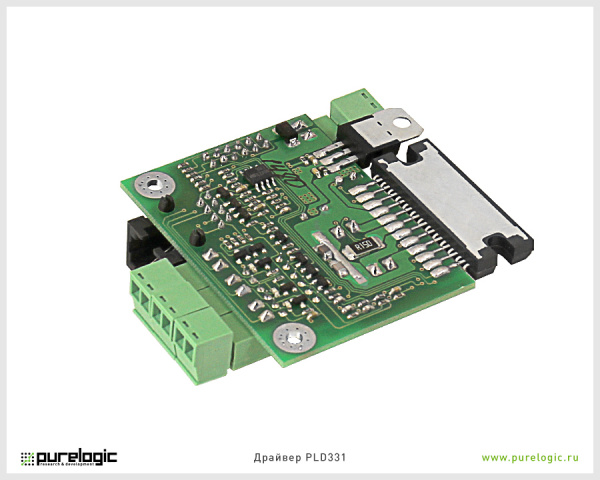 R150
purelogic
research & development
Драйвер PLD331
www.purelogic.ru